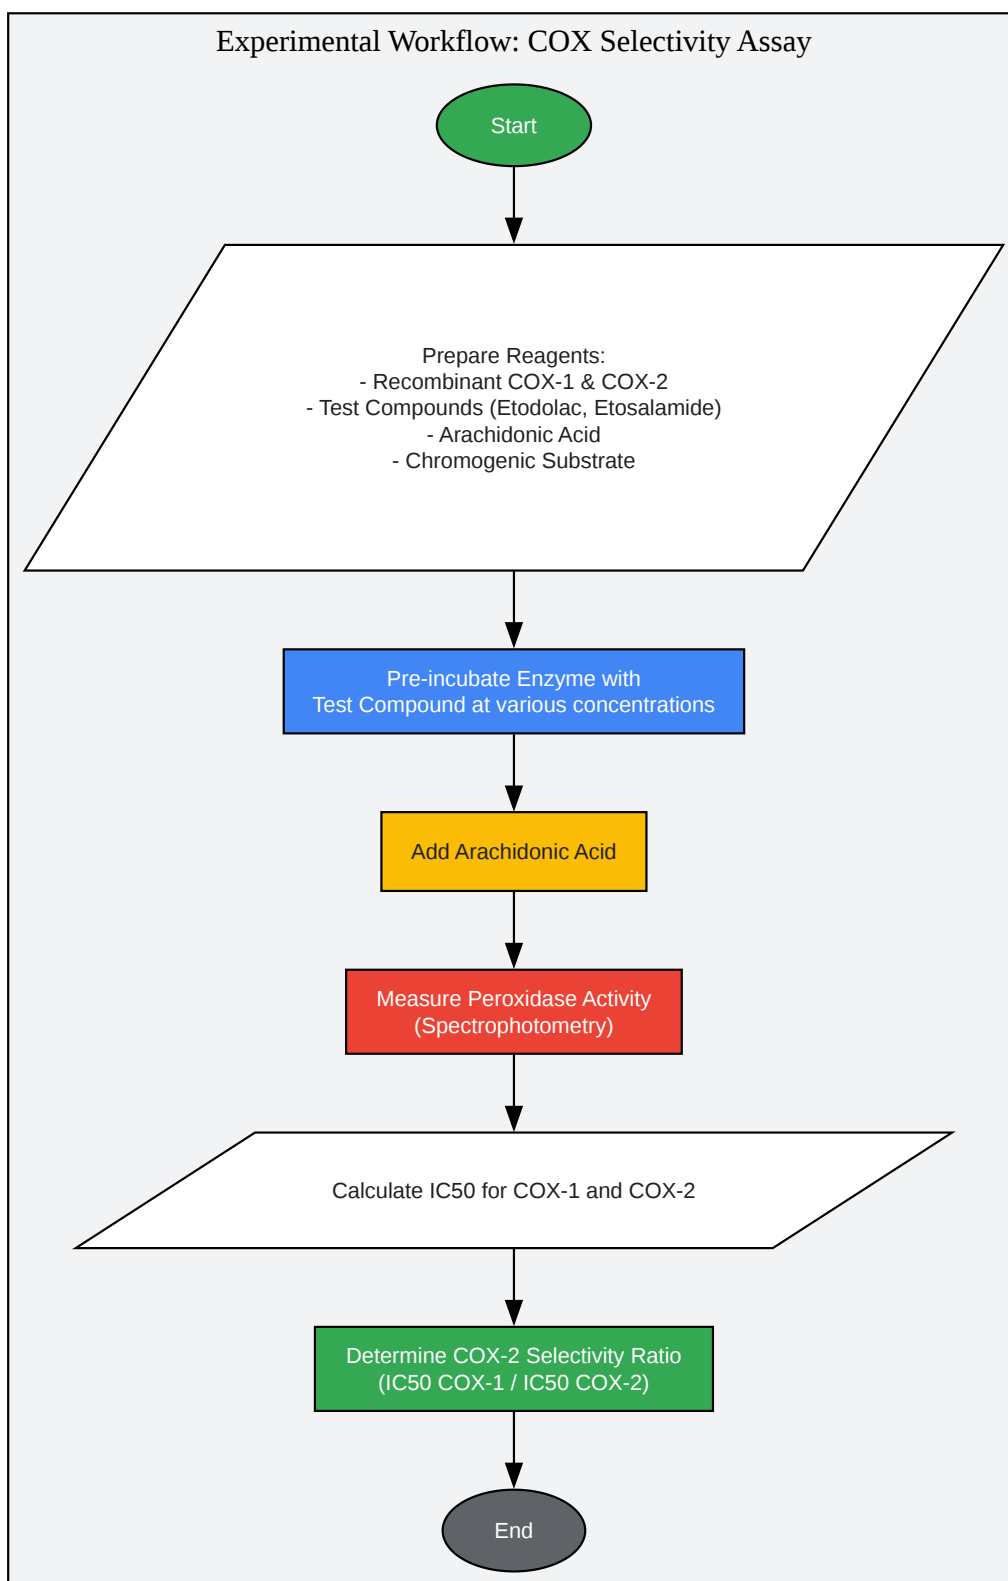 Experimental Workflow: COX Selectivity Assay
Start
Prepare Reagents:
- Recombinant COX-1 & COX-2
- Test Compounds (Etodolac, Etosalamide)
- Arachidonic Acid
- Chromogenic Substrate
Pre-incubate Enzyme with
Test Compound at various concentrations
Add Arachidonic Acid
Measure Peroxidase Activity
(Spectrophotometry)
Calculate IC50 for COX-1 and COX-2
Determine COX-2 Selectivity Ratio
(IC50 COX-1 / IC50 COX-2)
End